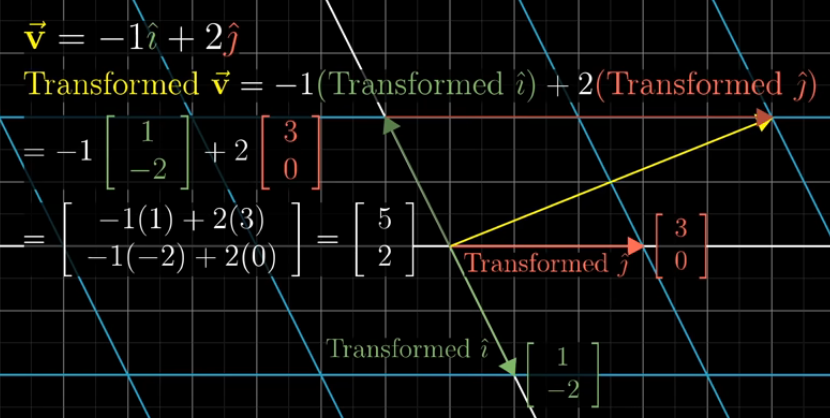 v⃗ = −1î + 2ĵ
Transformed v⃗ = −1(Transformed î) + 2(Transformed ĵ)
= −1 [1 −2] + 2 [3 0]
= [−1(1) + 2(3) −1(−2) + 2(0)] = [5 2]
Transformed ĵ [3 0]
Transformed î [1 −2]